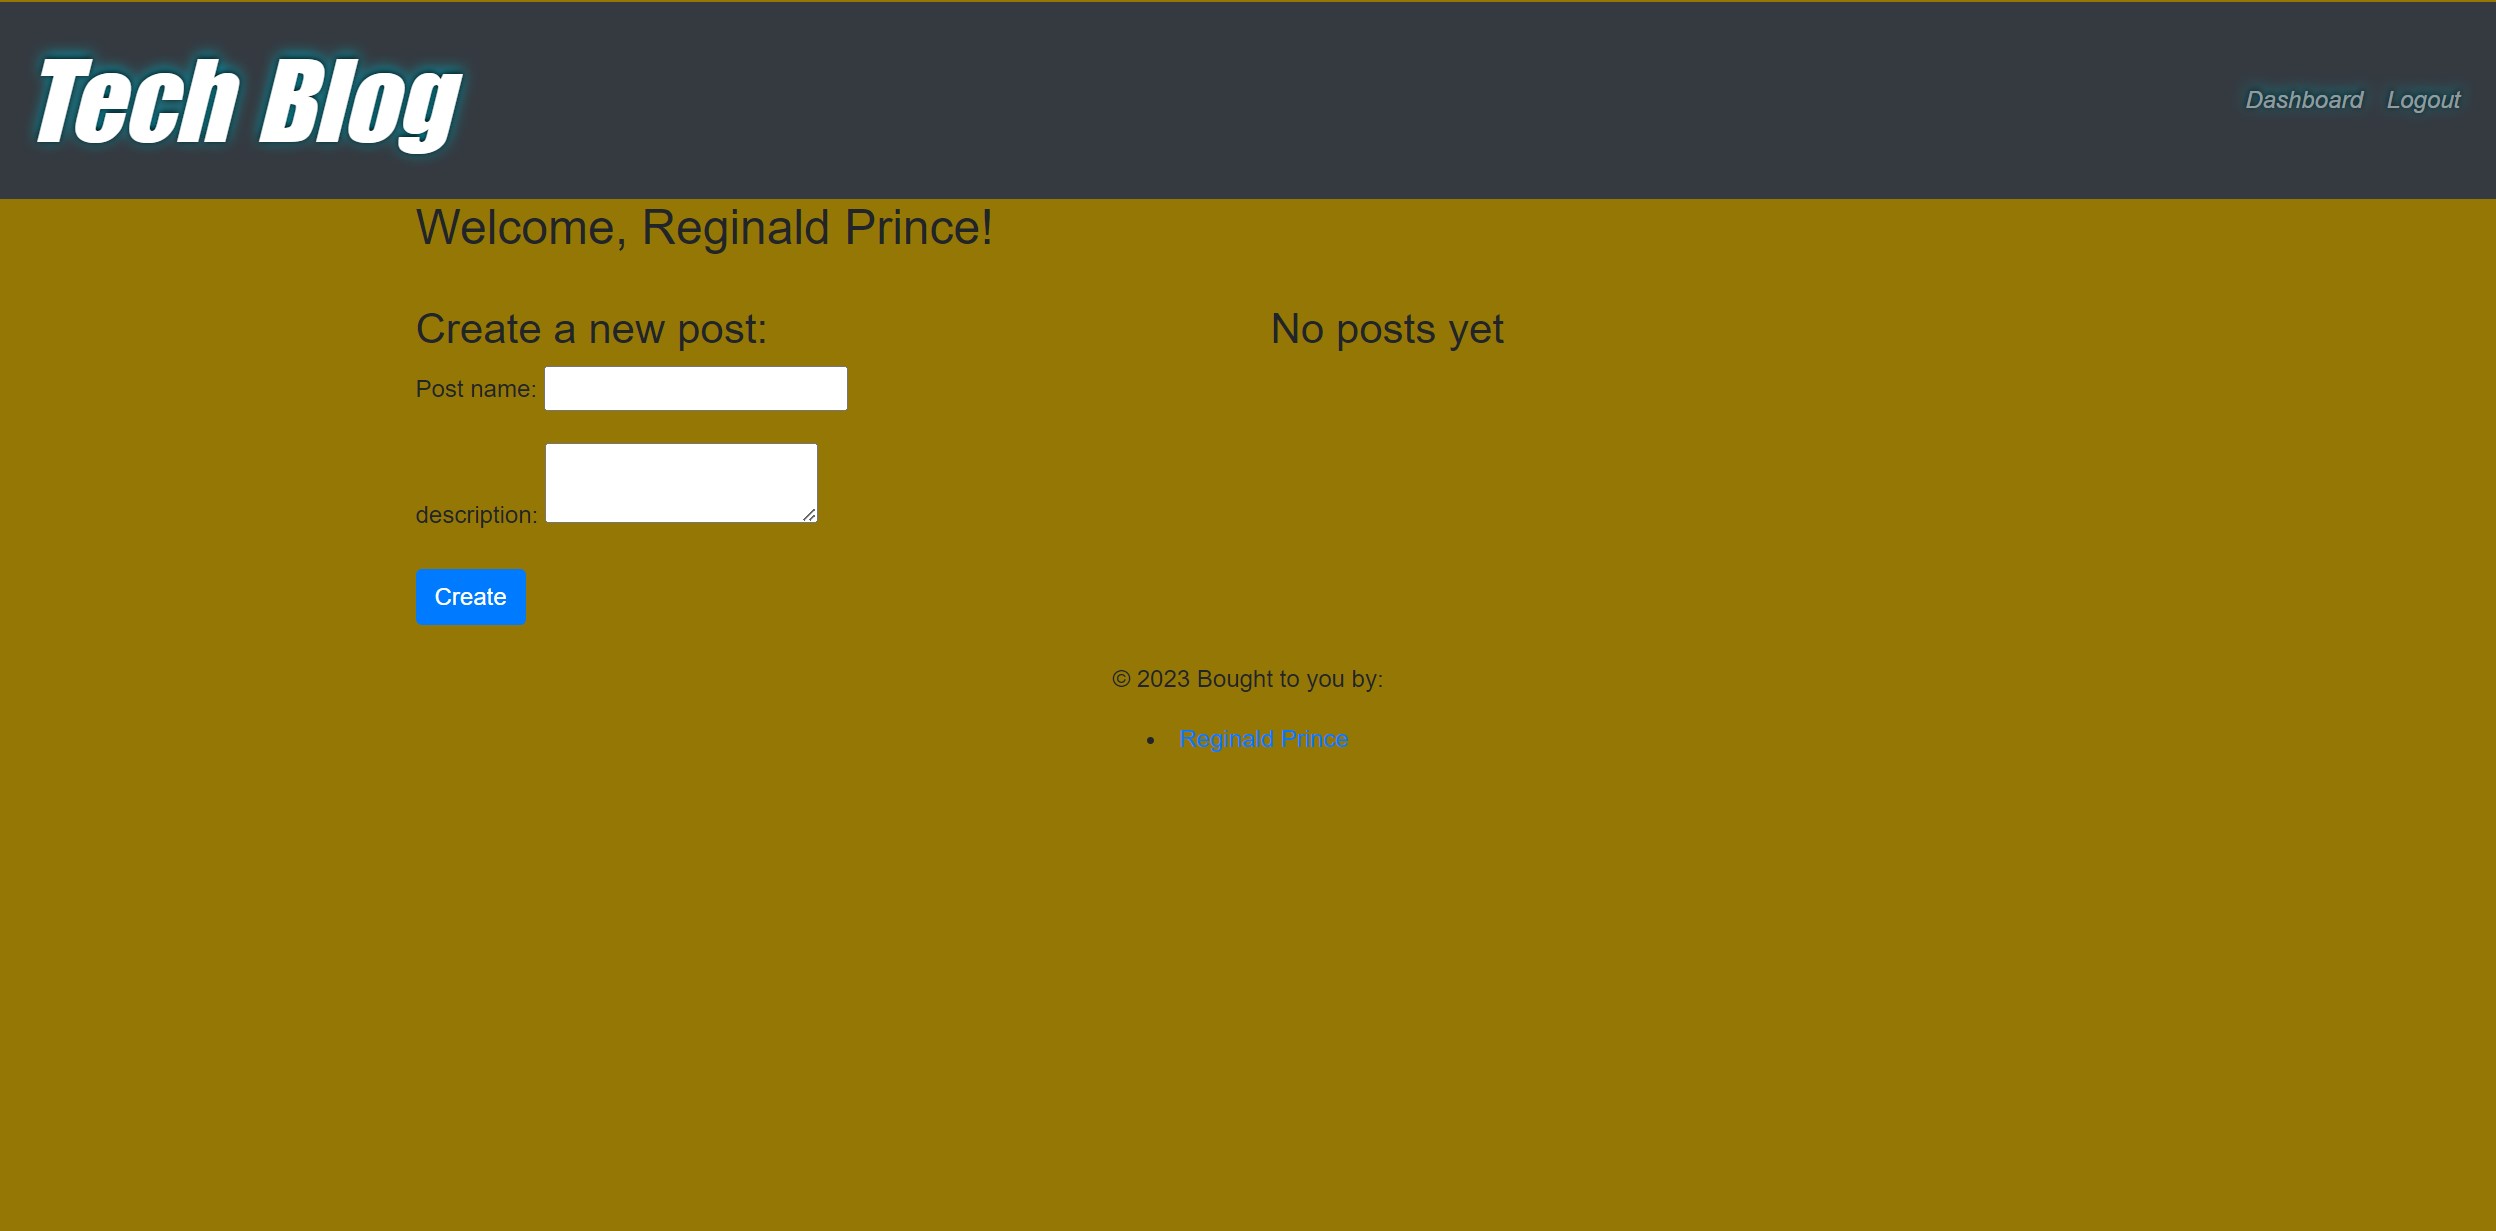 Tech Blog
Dashboard Logout
Welcome, Reginald Prince!
Create a new post:
Post name:
description:
Create
No posts yet
© 2023 Bought to you by:
• Reginald Prince